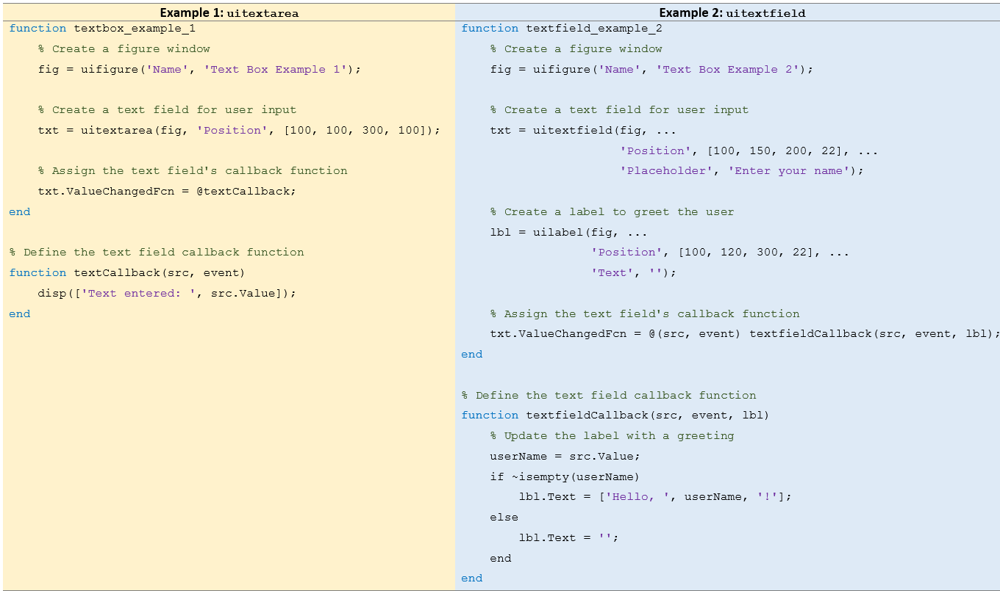 Example 1: uitextarea
function textbox_example_1
    % Create a figure window
    fig = uifigure('Name', 'Text Box Example 1');

    % Create a text field for user input
    txt = uitextarea(fig, 'Position', [100, 100, 300, 100]);

    % Assign the text field's callback function
    txt.ValueChangedFcn = @textCallback;
end

% Define the text field callback function
function textCallback(src, event)
    disp(['Text entered: ', src.Value]);
end
Example 2: uitextfield
function textfield_example_2
    % Create a figure window
    fig = uifigure('Name', 'Text Box Example 2');

    % Create a text field for user input
    txt = uitextfield(fig, ...
                      'Position', [100, 150, 200, 22], ...
                      'Placeholder', 'Enter your name');

    % Create a label to greet the user
    lbl = uilabel(fig, ...
                  'Position', [100, 120, 300, 22], ...
                  'Text', '');

    % Assign the text field's callback function
    txt.ValueChangedFcn = @(src, event) textfieldCallback(src, event, lbl);
end

% Define the text field callback function
function textfieldCallback(src, event, lbl)
    % Update the label with a greeting
    userName = src.Value;
    if ~isempty(userName)
        lbl.Text = ['Hello, ', userName, '!'];
    else
        lbl.Text = '';
    end
end